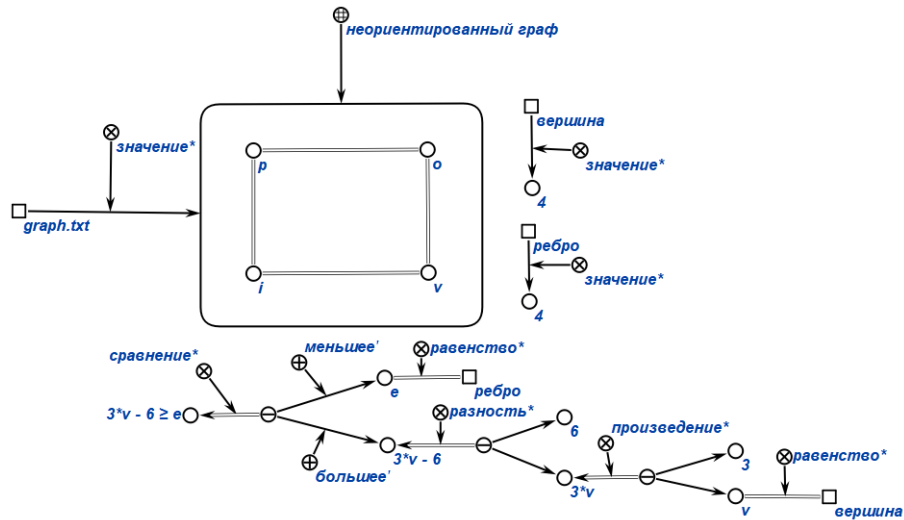 неориентированный граф
вершина
значение*
значение*
p
o
4
graph.txt
ребро
i
v
значение*
4
меньшее'
равенство*
сравнение*
e
ребро
3*v - 6 ≥ e
разность*
6
произведение*
3*v - 6
3
равенство*
большее'
3*v
v
вершина